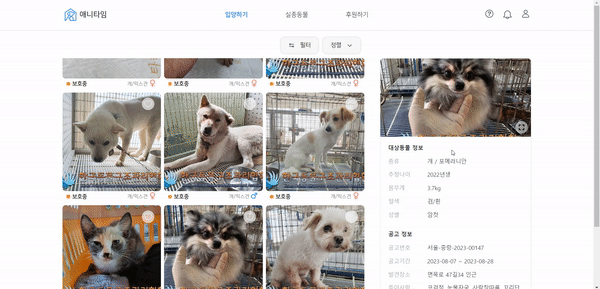 애니타임
입양하기 실종동물 후원하기
필터 정렬
보호중 개/믹스견 보호중 개/믹스견 보호중 개/믹스견
보호중 개/믹스견 보호중 개/믹스견 보호중 개/믹스견
대상동물 정보
종류 개 / 포메라니안
추정나이 2022년생
몸무게 3.7kg
털색 검/흰
성별 암컷
공고 정보
공고번호 서울-중랑-2023-00147
공고기간 2023-08-07 ~ 2023-08-28
발견장소 면목로 47길34 인근